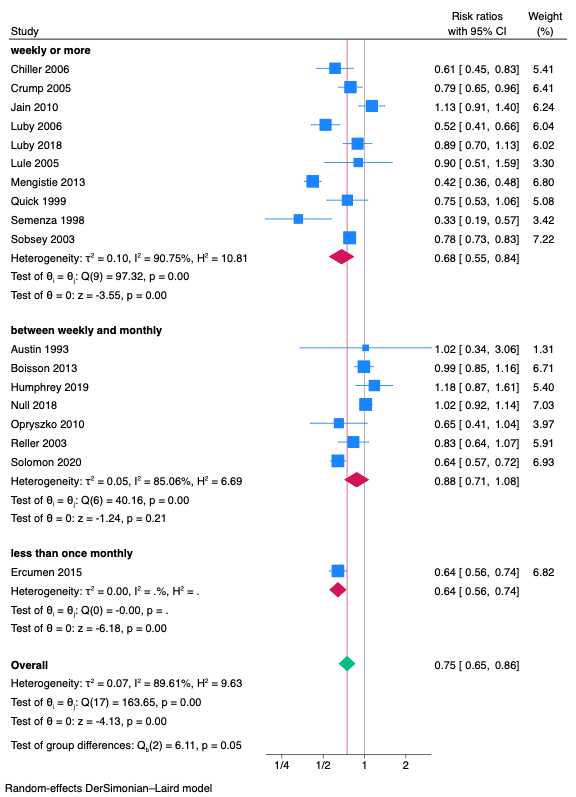 Risk ratios Weight
Study with 95% CI (%)
weekly or more
Chiller 2006 0.61 [ 0.45, 0.83] 5.41
Crump 2005 0.79 [ 0.65, 0.96] 6.41
Jain 2010 1.13 [ 0.91, 1.40] 6.24
Luby 2006 0.52 [ 0.41, 0.66] 6.04
Luby 2018 0.89 [ 0.70, 1.13] 6.02
Lule 2005 0.90 [ 0.51, 1.59] 3.30
Mengistie 2013 0.42 [ 0.36, 0.48] 6.80
Quick 1999 0.75 [ 0.53, 1.06] 5.08
Semenza 1998 0.33 [ 0.19, 0.57] 3.42
Sobsey 2003 0.78 [ 0.73, 0.83] 7.22
Heterogeneity: τ² = 0.10, I² = 90.75%, H² = 10.81 0.68 [ 0.55, 0.84]
Test of θᵢ = θⱼ: Q(9) = 97.32, p = 0.00
Test of θ = 0: z = -3.55, p = 0.00
between weekly and monthly
Austin 1993 1.02 [ 0.34, 3.06] 1.31
Boisson 2013 0.99 [ 0.85, 1.16] 6.71
Humphrey 2019 1.18 [ 0.87, 1.61] 5.40
Null 2018 1.02 [ 0.92, 1.14] 7.03
Opryszko 2010 0.65 [ 0.41, 1.04] 3.97
Reller 2003 0.83 [ 0.64, 1.07] 5.91
Solomon 2020 0.64 [ 0.57, 0.72] 6.93
Heterogeneity: τ² = 0.05, I² = 85.06%, H² = 6.69 0.88 [ 0.71, 1.08]
Test of θᵢ = θⱼ: Q(6) = 40.16, p = 0.00
Test of θ = 0: z = -1.24, p = 0.21
less than once monthly
Ercumen 2015 0.64 [ 0.56, 0.74] 6.82
Heterogeneity: τ² = 0.00, I² = .%, H² = . 0.64 [ 0.56, 0.74]
Test of θᵢ = θⱼ: Q(0) = -0.00, p = .
Test of θ = 0: z = -6.18, p = 0.00
Overall 0.75 [ 0.65, 0.86]
Heterogeneity: τ² = 0.07, I² = 89.61%, H² = 9.63
Test of θᵢ = θⱼ: Q(17) = 163.65, p = 0.00
Test of θ = 0: z = -4.13, p = 0.00
Test of group differences: Q_b(2) = 6.11, p = 0.05
1/4 1/2 1 2
Random-effects DerSimonian–Laird model